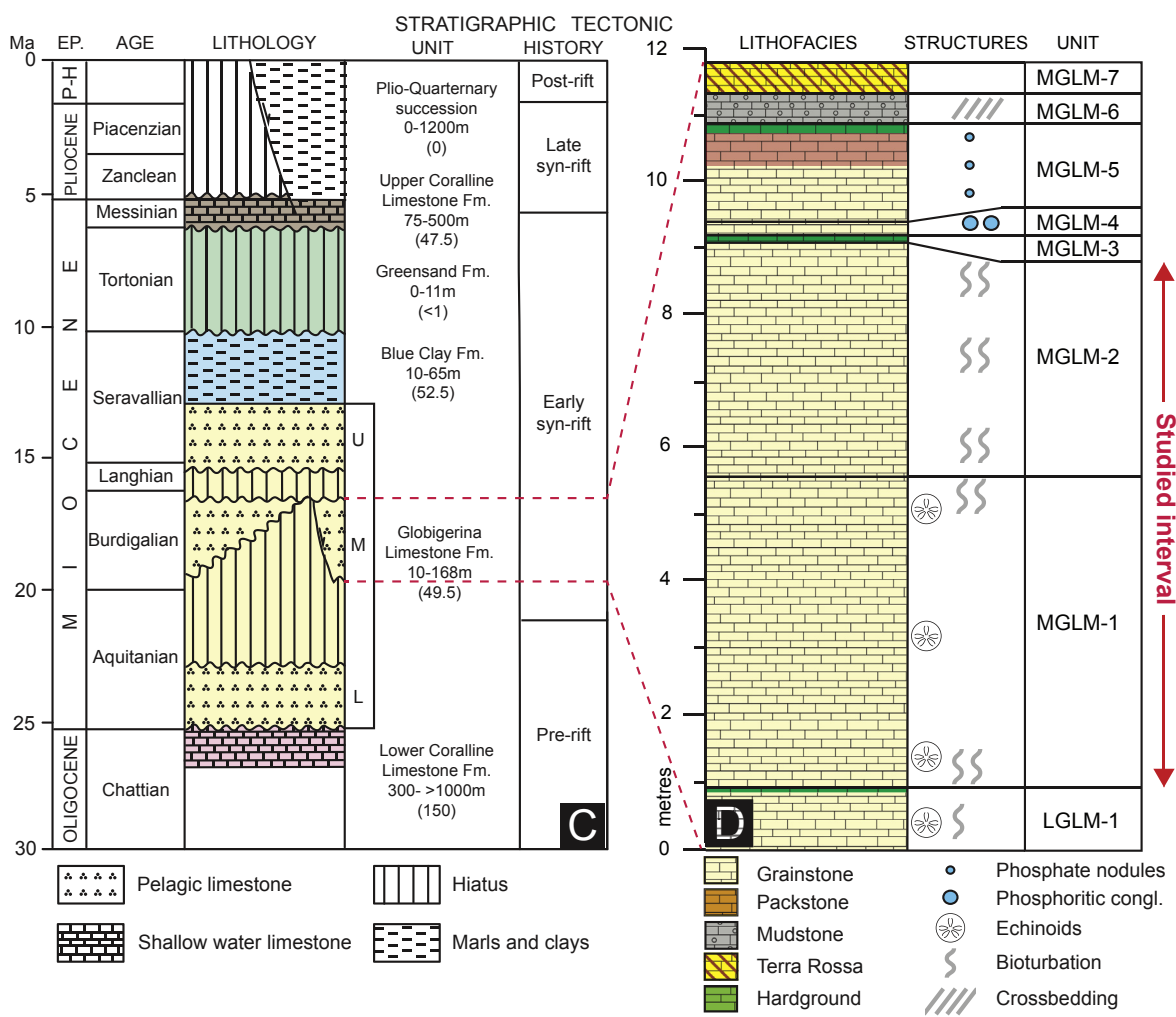 STRATIGRAPHIC TECTONIC
Ma EP. AGE LITHOLOGY UNIT HISTORY
0
5
10
15
20
25
30
P-H
PLIOCENE
MIOCENE
OLIGOCENE
Piacenzian
Zanclean
Messinian
Tortonian
Seravallian
Langhian
Burdigalian
Aquitanian
Chattian
U
M
L
Plio-Quarternary
succession
0-1200m
(0)
Upper Coralline
Limestone Fm.
75-500m
(47.5)
Greensand Fm.
0-11m
(<1)
Blue Clay Fm.
10-65m
(52.5)
Globigerina
Limestone Fm.
10-168m
(49.5)
Lower Coralline
Limestone Fm.
300- >1000m
(150)
Post-rift
Late
syn-rift
Early
syn-rift
Pre-rift
C
Pelagic limestone
Hiatus
Shallow water limestone
Marls and clays
LITHOFACIES STRUCTURES UNIT
12
10
8
6
4
2
0
metres
MGLM-7
MGLM-6
MGLM-5
MGLM-4
MGLM-3
MGLM-2
MGLM-1
LGLM-1
Studied interval
D
Grainstone
Packstone
Mudstone
Terra Rossa
Hardground
Phosphate nodules
Phosphoritic congl.
Echinoids
Bioturbation
Crossbedding